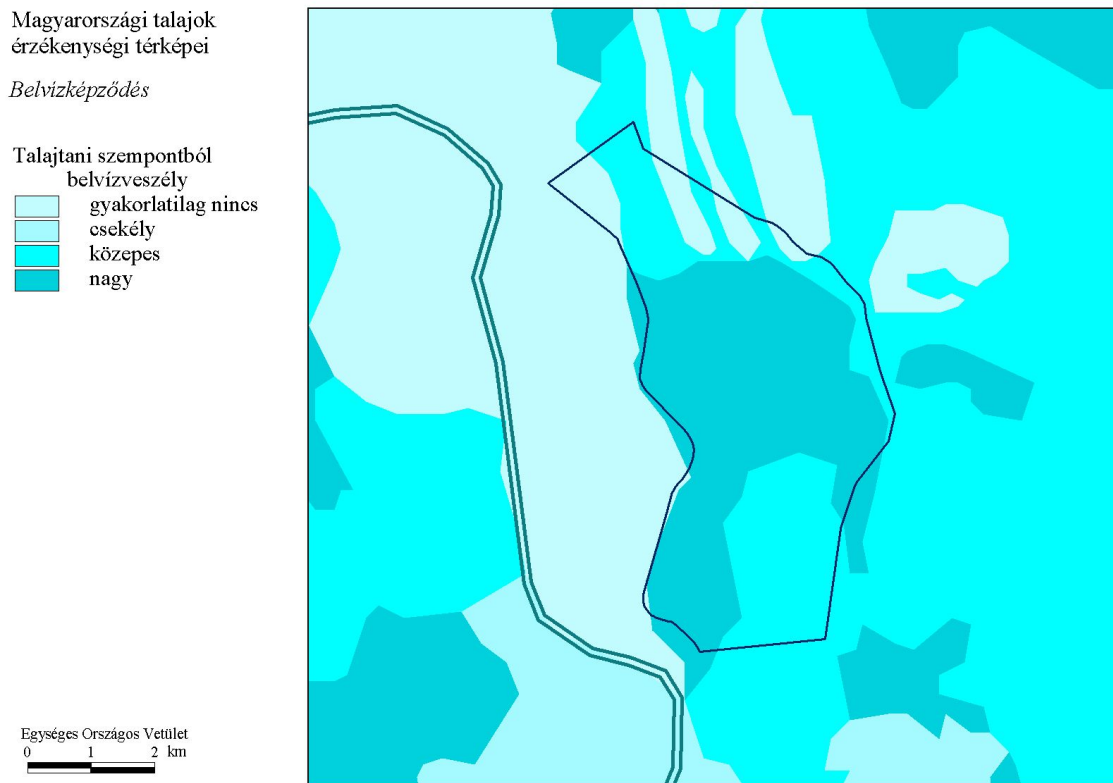 Magyarországi talajok
érzékenységi térképei
Belvízképződés
Talajtani szempontból
belvízveszély
gyakorlatilag nincs
csekély
közepes
nagy
Egységes Országos Vetület
0 1 2 km